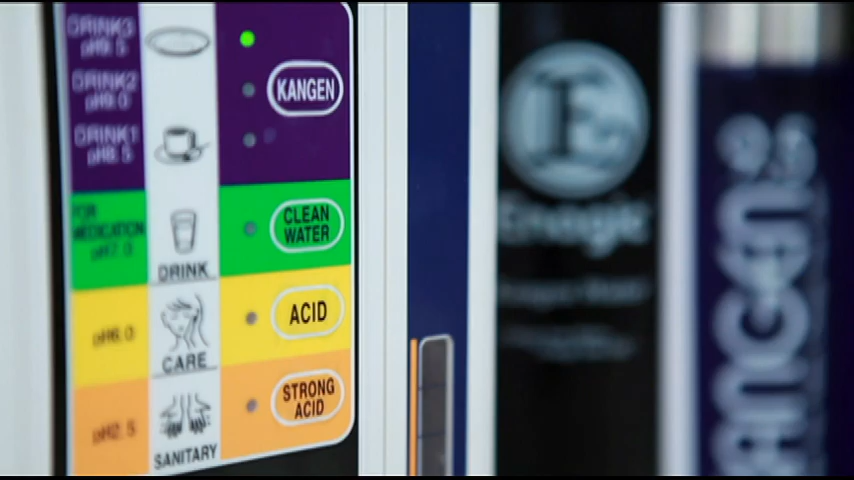 DRINK3
pH9.5
DRINK2
pH9.0
DRINK1
pH8.5
KANGEN
FOR
MEDICATION
pH7.0
CLEAN
WATER
DRINK
pH6.0
ACID
CARE
pH2.5
STRONG
ACID
SANITARY
E
Enagic